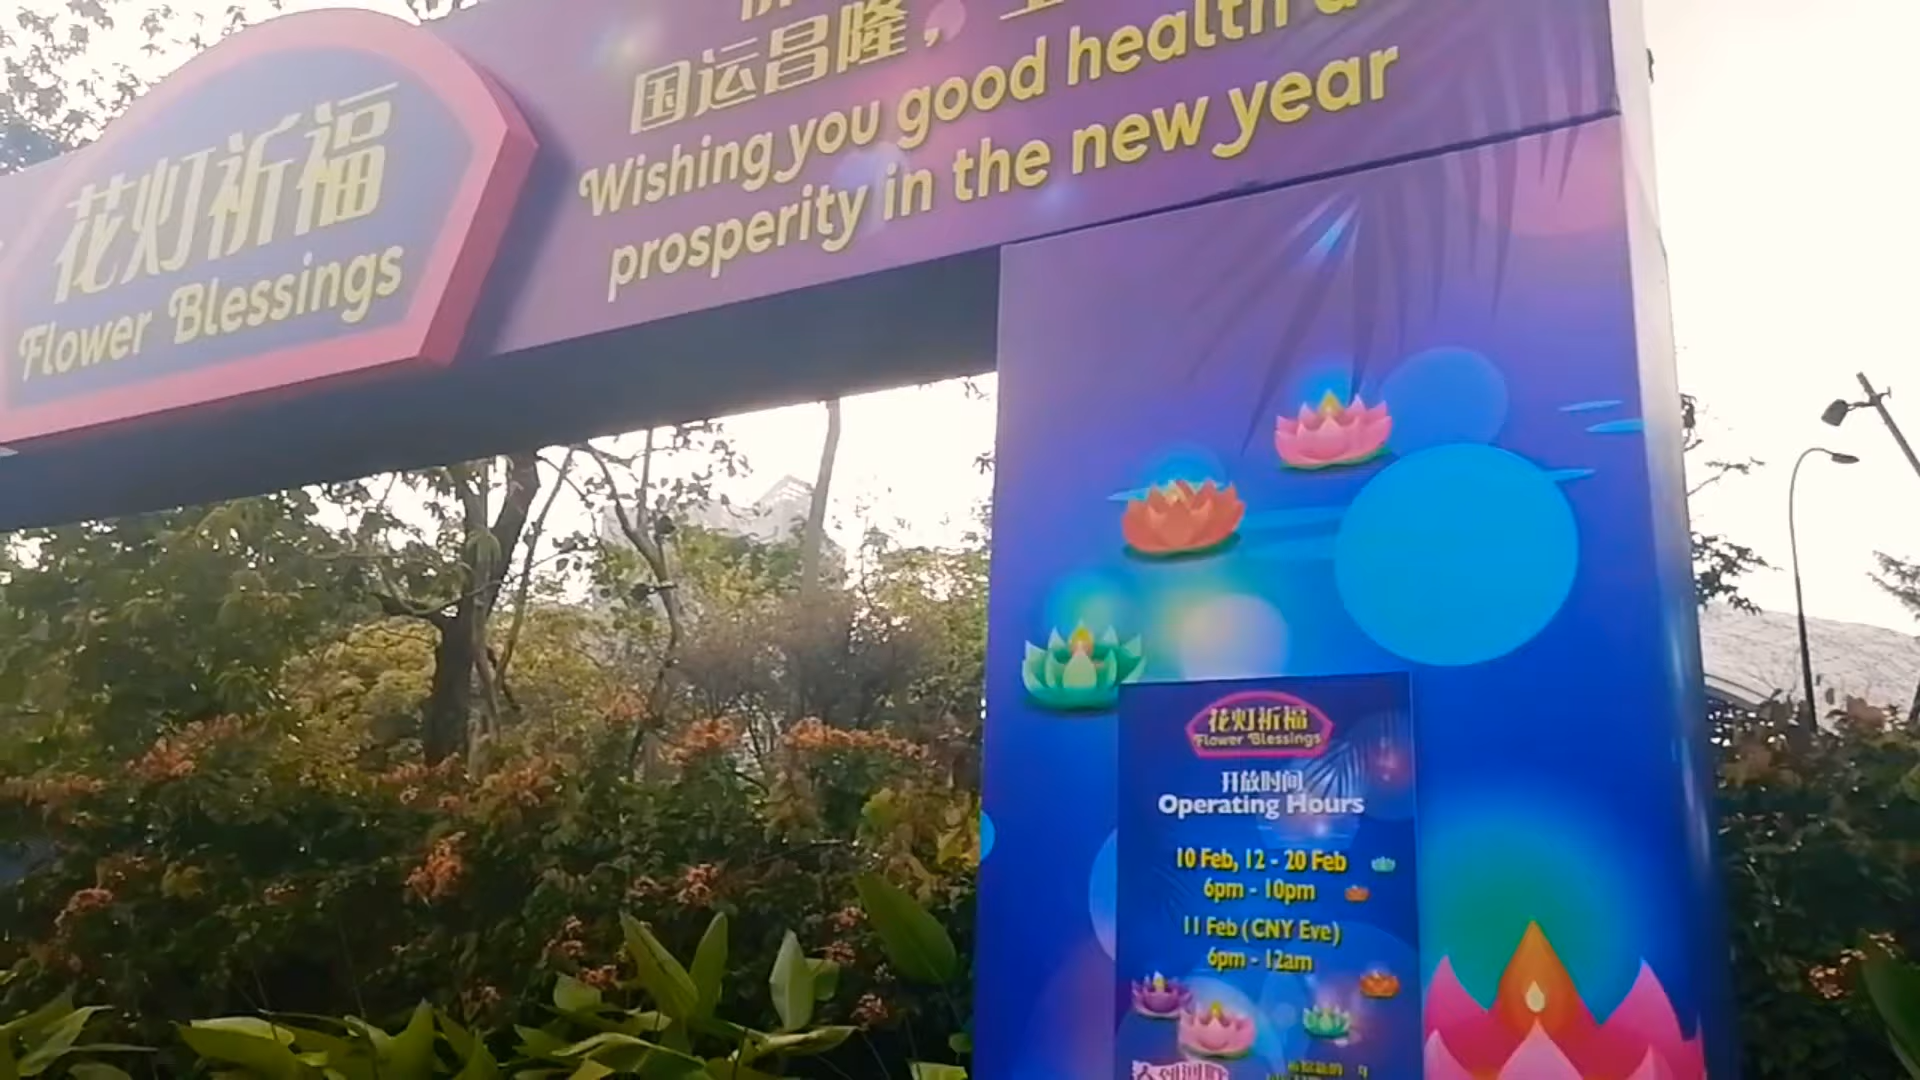 花灯祈福
Flower Blessings
国运昌隆，
Wishing you good health
prosperity in the new year
花灯祈福
Flower Blessings
开放时间
Operating Hours
10 Feb, 12 - 20 Feb
6pm - 10pm
11 Feb (CNY Eve)
6pm - 12am